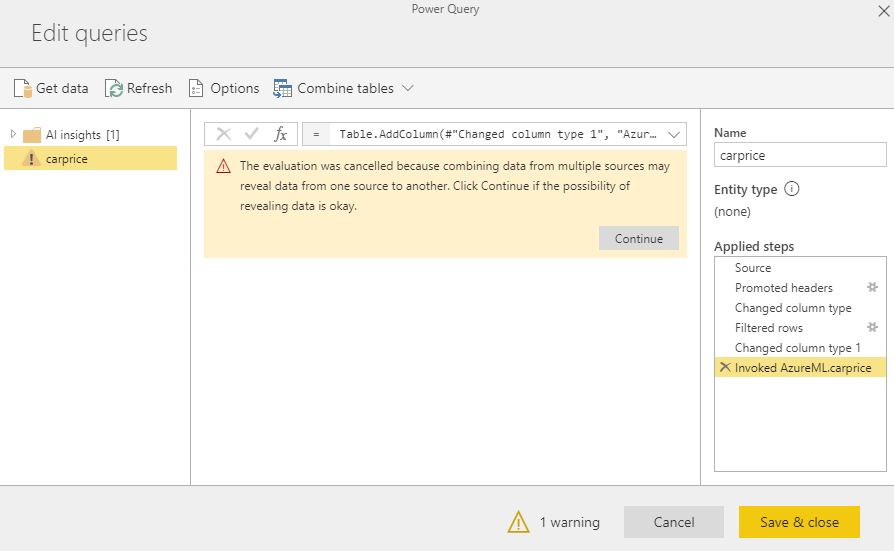 Power Query
Edit queries
Get data
Refresh
Options
Combine tables
AI insights [1]
carprice
fx
= Table.AddColumn(#"Changed column type 1", "Azur...
The evaluation was cancelled because combining data from multiple sources may
reveal data from one source to another. Click Continue if the possibility of
revealing data is okay.
Continue
Name
carprice
Entity type
(none)
Applied steps
Source
Promoted headers
Changed column type
Filtered rows
Changed column type 1
Invoked AzureML.carprice
1 warning
Cancel
Save & close